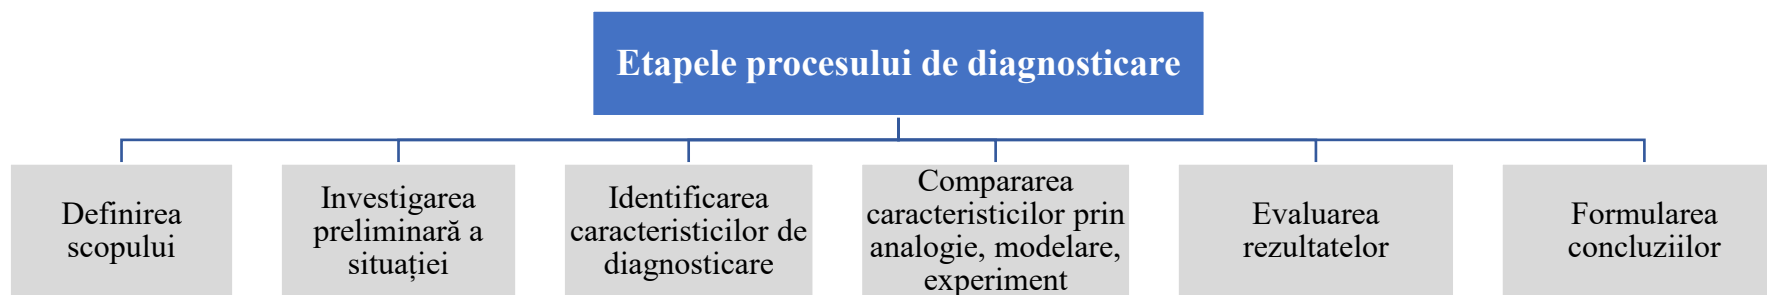 Etapele procesului de diagnosticare
Definirea
scopului
Investigarea
preliminară a
situației
Identificarea
caracteristicilor de
diagnosticare
Compararea
caracteristicilor prin
analogie, modelare,
experiment
Evaluarea
rezultatelor
Formularea
concluziilor